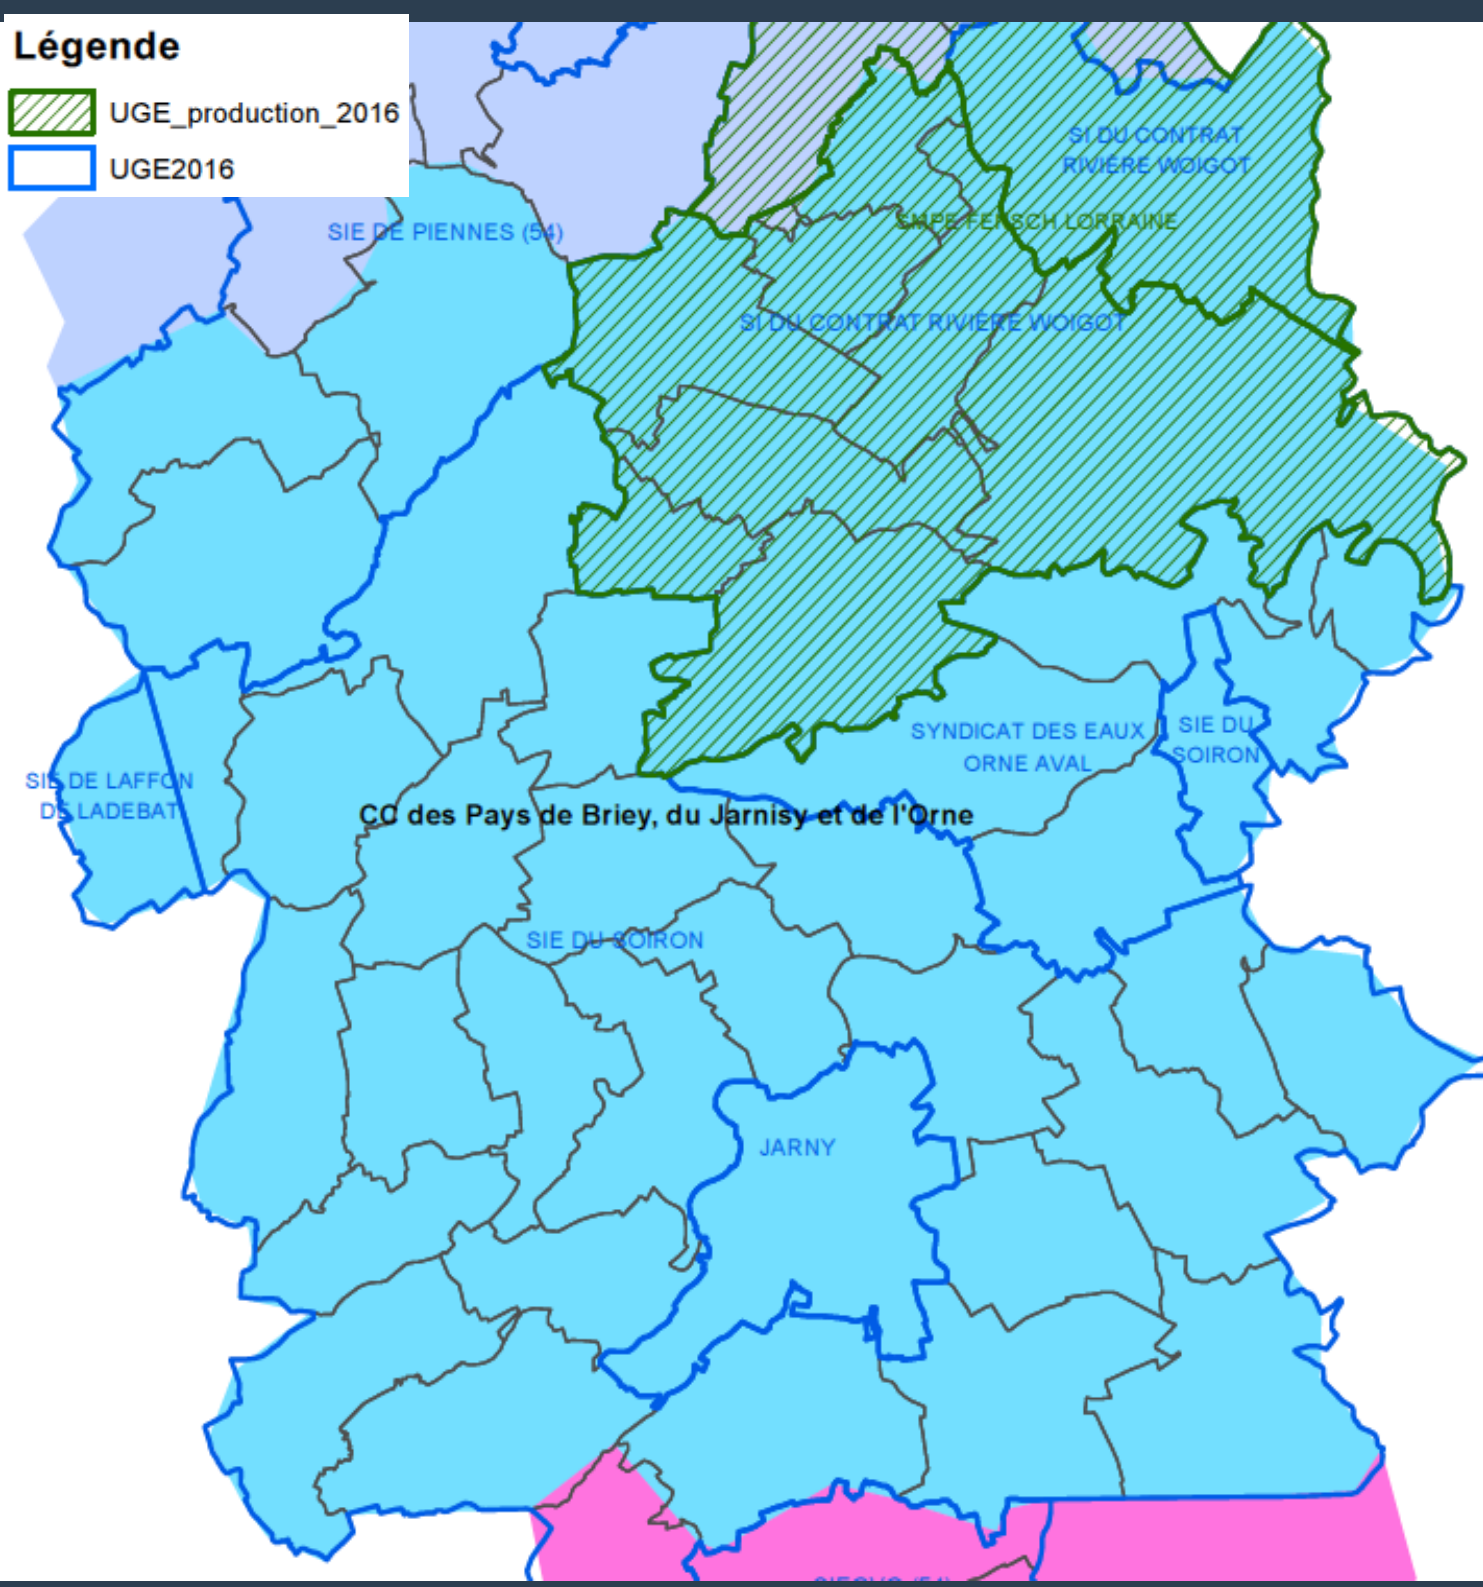 Légende
UGE_production_2016
UGE2016
SI DU CONTRAT
RIVIÈRE WOIGOT
SIE DE PIENNES (54)
SMPE FENSCH LORRAINE
SI DU CONTRAT RIVIÈRE WOIGOT
SYNDICAT DES EAUX
ORNE AVAL
SIE DU
SOIRON
SIE DE LAFFON
DE LADEBAT
CC des Pays de Briey, du Jarnisy et de l'Orne
SIE DU SOIRON
JARNY